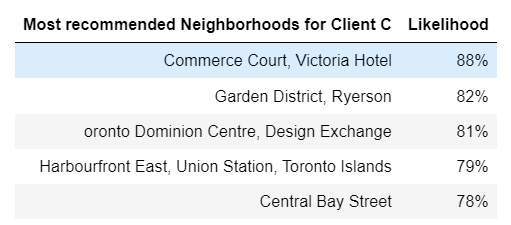 Most recommended Neighborhoods for Client C Likelihood
Commerce Court, Victoria Hotel 88%
Garden District, Ryerson 82%
oronto Dominion Centre, Design Exchange 81%
Harbourfront East, Union Station, Toronto Islands 79%
Central Bay Street 78%